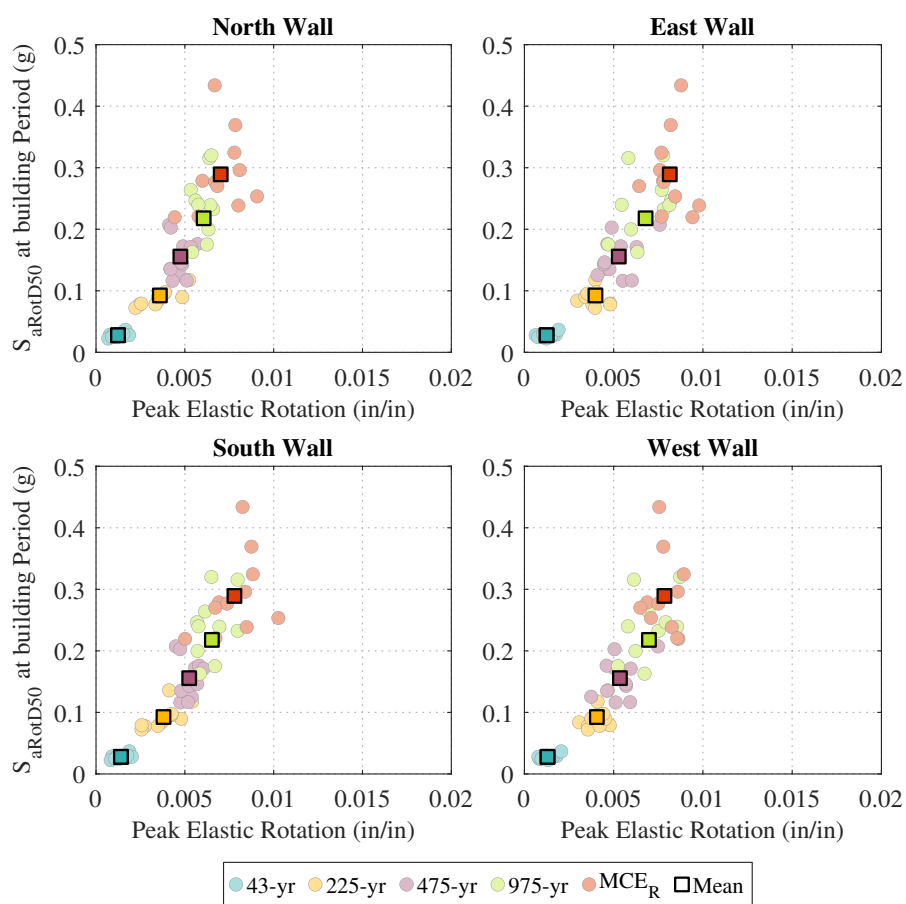 North Wall
East Wall
0.5
0.4
0.3
0.2
0.1
0
S_aRotD50 at building Period (g)
0 0.005 0.01 0.015 0.02
Peak Elastic Rotation (in/in)
0.5
0.4
0.3
0.2
0.1
0
0 0.005 0.01 0.015 0.02
Peak Elastic Rotation (in/in)
South Wall
West Wall
0.5
0.4
0.3
0.2
0.1
0
S_aRotD50 at building Period (g)
0 0.005 0.01 0.015 0.02
Peak Elastic Rotation (in/in)
0.5
0.4
0.3
0.2
0.1
0
0 0.005 0.01 0.015 0.02
Peak Elastic Rotation (in/in)
43-yr 225-yr 475-yr 975-yr MCE_R Mean